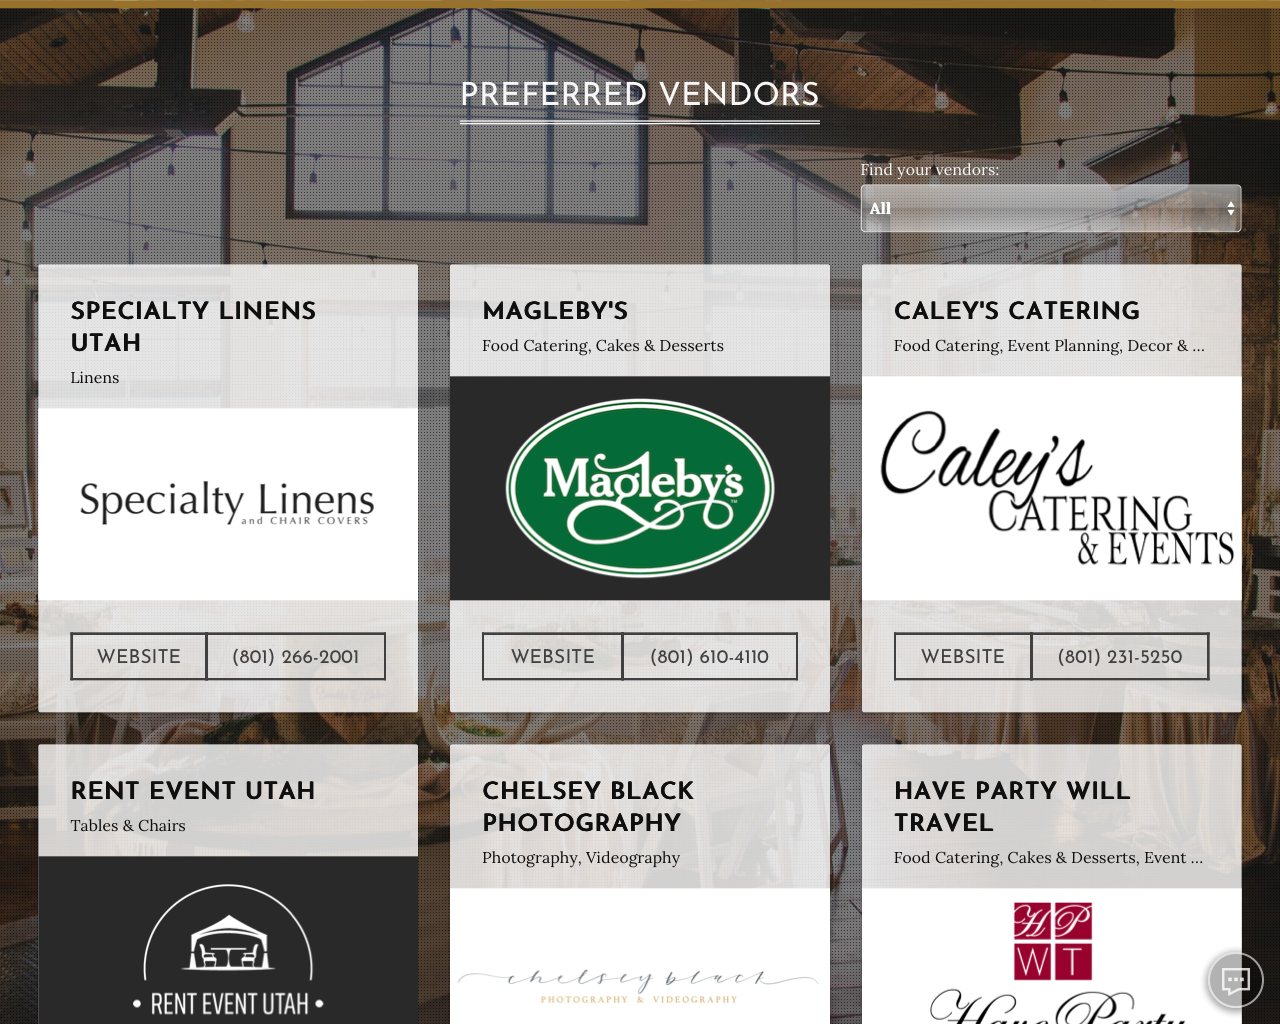 PREFERRED VENDORS
Find your vendors:
All
SPECIALTY LINENS
UTAH
Linens
Specialty Linens
and CHAIR COVERS
WEBSITE
(801) 266-2001
MAGLEBY'S
Food Catering, Cakes & Desserts
Magleby's
™
WEBSITE
(801) 610-4110
CALEY'S CATERING
Food Catering, Event Planning, Decor & ...
Caley's
CATERING
& EVENTS
WEBSITE
(801) 231-5250
RENT EVENT UTAH
Tables & Chairs
• RENT EVENT UTAH •
CHELSEY BLACK
PHOTOGRAPHY
Photography, Videography
chelsey black
PHOTOGRAPHY & VIDEOGRAPHY
HAVE PARTY WILL
TRAVEL
Food Catering, Cakes & Desserts, Event ...
H P
W T
Have Party